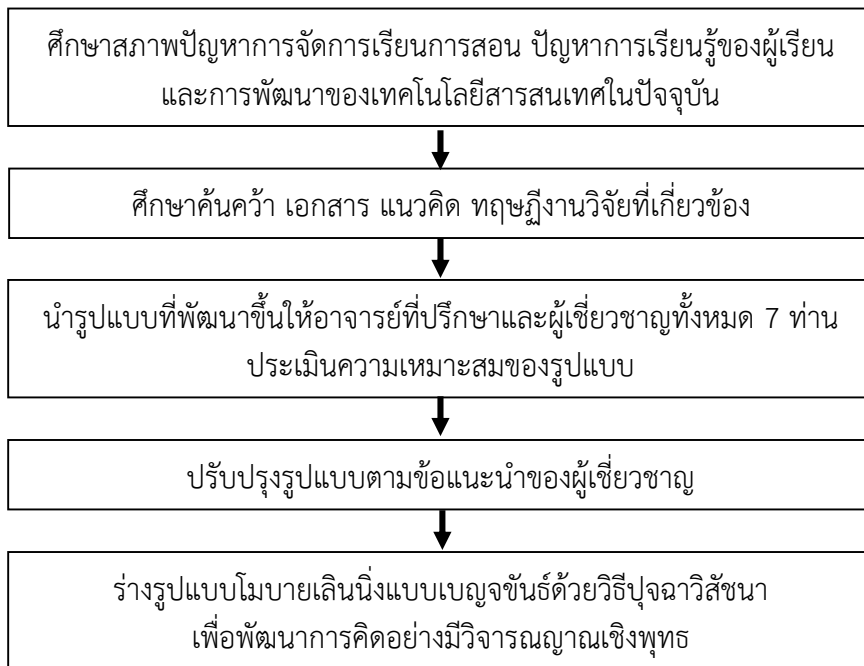 ศึกษาสภาพปัญหาการจัดการเรียนการสอน ปัญหาการเรียนรู้ของผู้เรียน
และการพัฒนาของเทคโนโลยีสารสนเทศในปัจจุบัน
ศึกษาค้นคว้า เอกสาร แนวคิด ทฤษฏีงานวิจัยที่เกี่ยวข้อง
นำรูปแบบที่พัฒนาขึ้นให้อาจารย์ที่ปรึกษาและผู้เชี่ยวชาญทั้งหมด 7 ท่าน
ประเมินความเหมาะสมของรูปแบบ
ปรับปรุงรูปแบบตามข้อแนะนำของผู้เชี่ยวชาญ
ร่างรูปแบบโมบายเลินนิ่งแบบเบญจขันธ์ด้วยวิธีปุจฉาวิสัชนา
เพื่อพัฒนาการคิดอย่างมีวิจารณญาณเชิงพุทธ